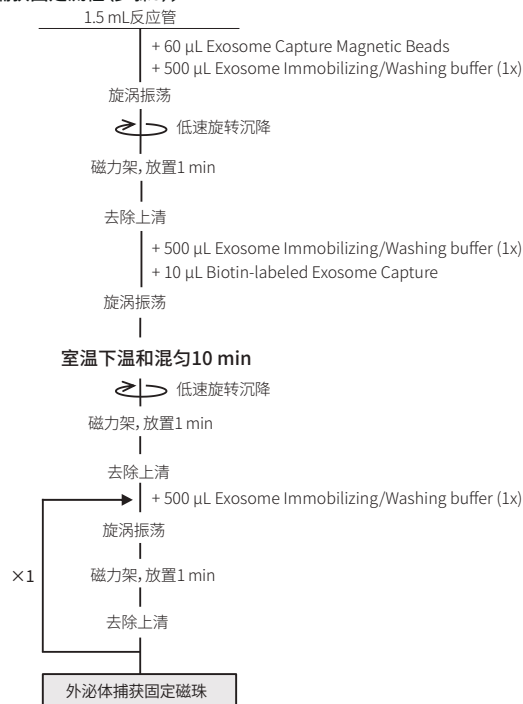 1.5 mL反应管
+ 60 μL Exosome Capture Magnetic Beads
+ 500 μL Exosome Immobilizing/Washing buffer (1x)
旋涡振荡
低速旋转沉降
磁力架，放置1 min
去除上清
+ 500 μL Exosome Immobilizing/Washing buffer (1x)
+ 10 μL Biotin-labeled Exosome Capture
旋涡振荡
室温下温和混匀10 min
低速旋转沉降
磁力架，放置1 min
去除上清
+ 500 μL Exosome Immobilizing/Washing buffer (1x)
旋涡振荡
×1
磁力架，放置1 min
去除上清
外泌体捕获固定磁珠